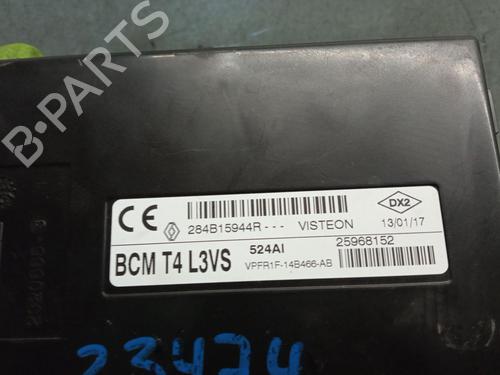 B-PARTS
CE
284B15944R--- VISTEON
DX2
13/01/17
BCM T4 L3VS
524AI
25968152
VPFR1F-14B466-AB
23474